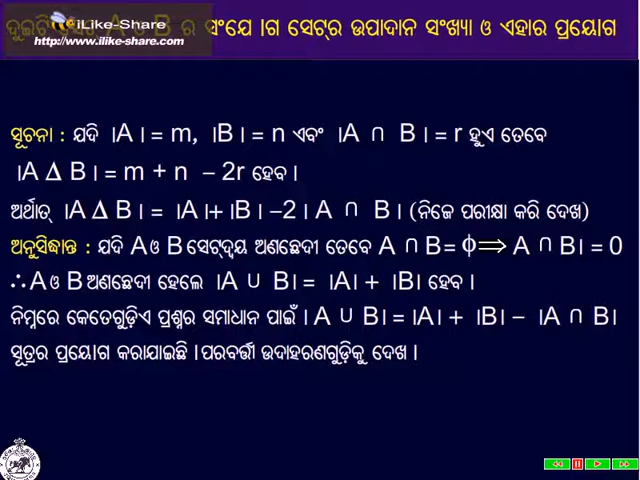 iLike-Share
http://www.ilike-share.com
ର ସଂଯୋଗ ସେଟ୍‌ର ଉପାଦାନ ସଂଖ୍ୟା ଓ ଏହାର ପ୍ରୟୋଗ
ସୂଚନା : ଯଦି ।A। = m, ।B। = n ଏବଂ ।A ∩ B। = r ହୁଏ ତେବେ
।A Δ B। = m + n – 2r ହେବ।
ଅର୍ଥାତ୍ ।A Δ B। = ।A।+।B। –2। A ∩ B। (ନିଜେ ପରୀକ୍ଷା କରି ଦେଖ)
ଅନୁସିଦ୍ଧାନ୍ତ : ଯଦି A ଓ B ସେଟ୍‌ଦ୍ୱୟ ଅଣଛେଦୀ ତେବେ A ∩ B= ϕ ⟹ A ∩ B। = 0
∴A ଓ B ଅଣଛେଦୀ ହେଲେ ।A ∪ B। = ।A। + ।B। ହେବ।
ନିମ୍ନରେ କେତେଗୁଡ଼ିଏ ପ୍ରଶ୍ନର ସମାଧାନ ପାଇଁ । A ∪ B। = ।A। + ।B। – ।A ∩ B।
ସୂତ୍ରର ପ୍ରୟୋଗ କରାଯାଇଛି ।ପରବର୍ତ୍ତୀ ଉଦାହରଣଗୁଡ଼ିକୁ ଦେଖ।